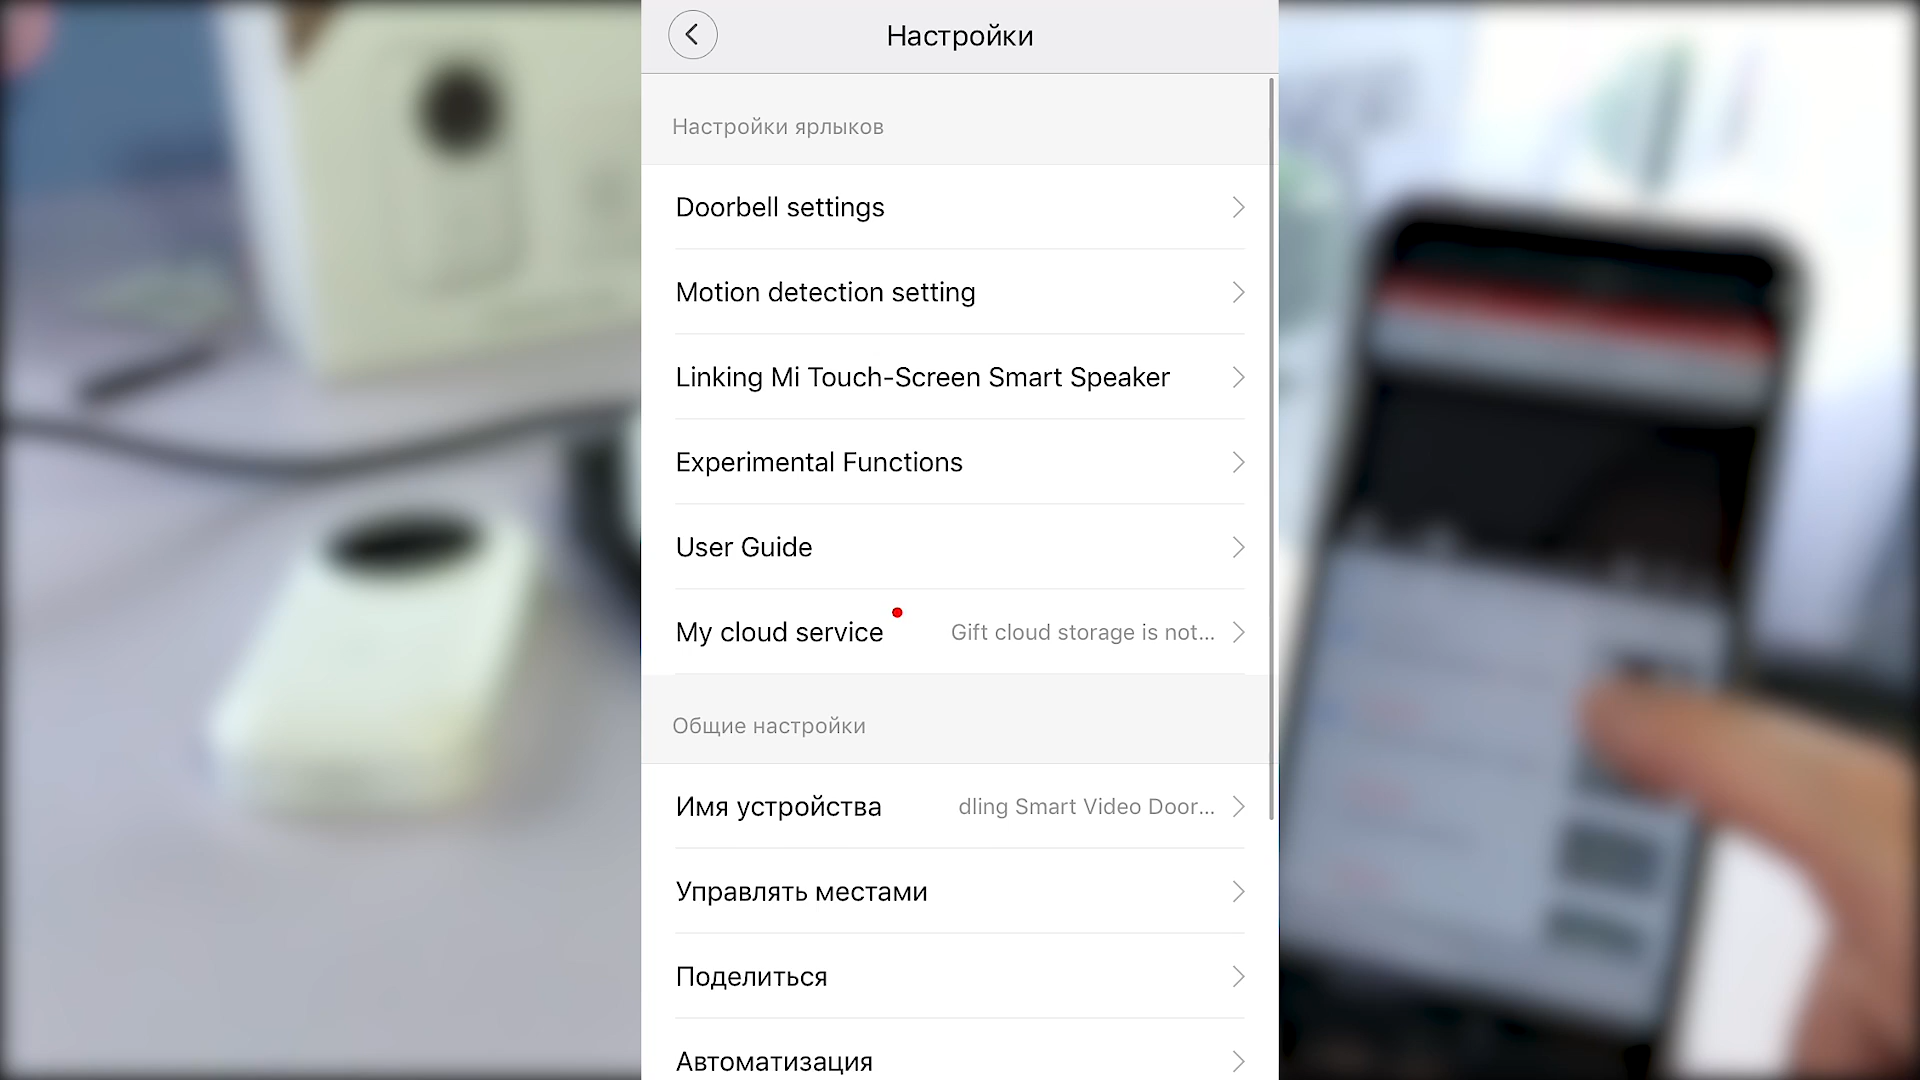 Настройки
Настройки ярлыков
Doorbell settings
Motion detection setting
Linking Mi Touch-Screen Smart Speaker
Experimental Functions
User Guide
My cloud service Gift cloud storage is not...
Общие настройки
Имя устройства dling Smart Video Door...
Управлять местами
Поделиться
Автоматизация